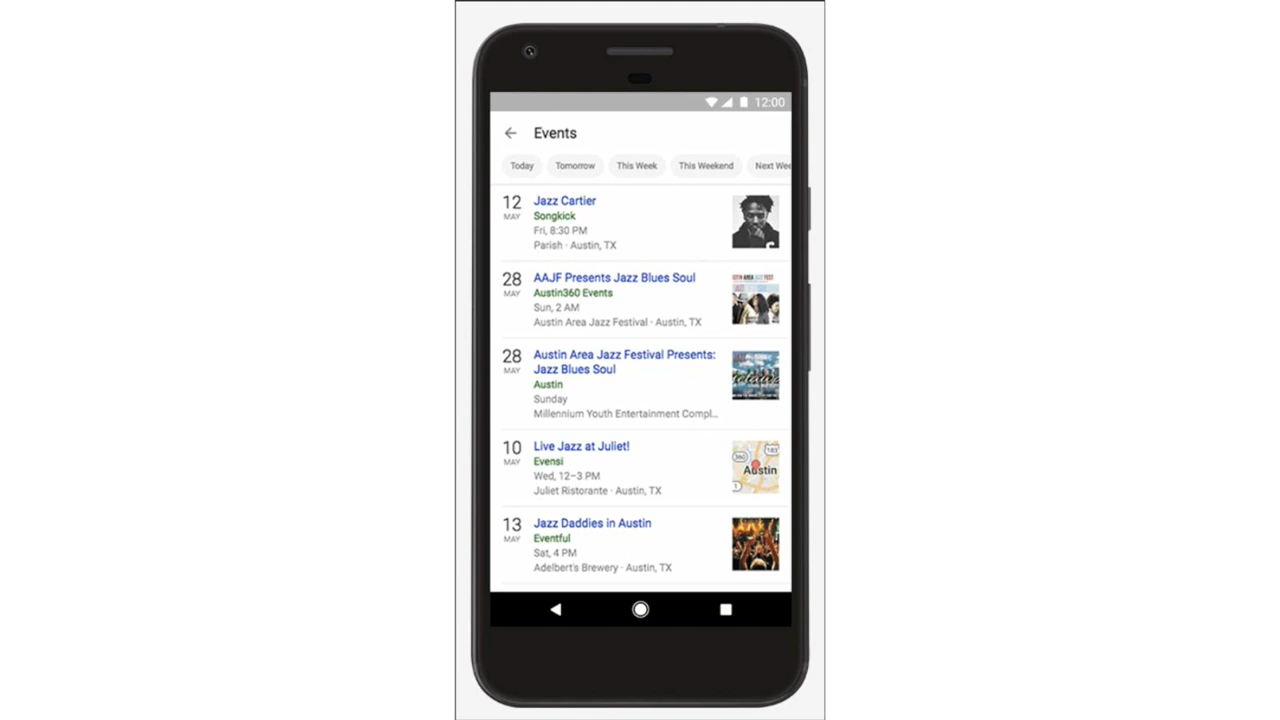 12:00
Events
Today Tomorrow This Week This Weekend Next Wee
12 Jazz Cartier
MAY Songkick
Fri, 8:30 PM
Parish · Austin, TX
28 AAJF Presents Jazz Blues Soul
MAY Austin360 Events
Sun, 2 AM
Austin Area Jazz Festival · Austin, TX
28 Austin Area Jazz Festival Presents:
MAY Jazz Blues Soul
Austin
Sunday
Millennium Youth Entertainment Compl...
10 Live Jazz at Juliet!
MAY Evensi
Wed, 12–3 PM
Juliet Ristorante · Austin, TX
360
183
Austin
1
13 Jazz Daddies in Austin
MAY Eventful
Sat, 4 PM
Adelbert's Brewery · Austin, TX